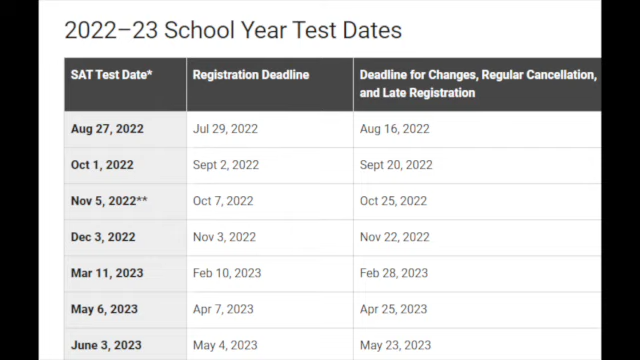 2022–23 School Year Test Dates
SAT Test Date* Registration Deadline Deadline for Changes, Regular Cancellation,
and Late Registration
Aug 27, 2022 Jul 29, 2022 Aug 16, 2022
Oct 1, 2022 Sept 2, 2022 Sept 20, 2022
Nov 5, 2022** Oct 7, 2022 Oct 25, 2022
Dec 3, 2022 Nov 3, 2022 Nov 22, 2022
Mar 11, 2023 Feb 10, 2023 Feb 28, 2023
May 6, 2023 Apr 7, 2023 Apr 25, 2023
June 3, 2023 May 4, 2023 May 23, 2023